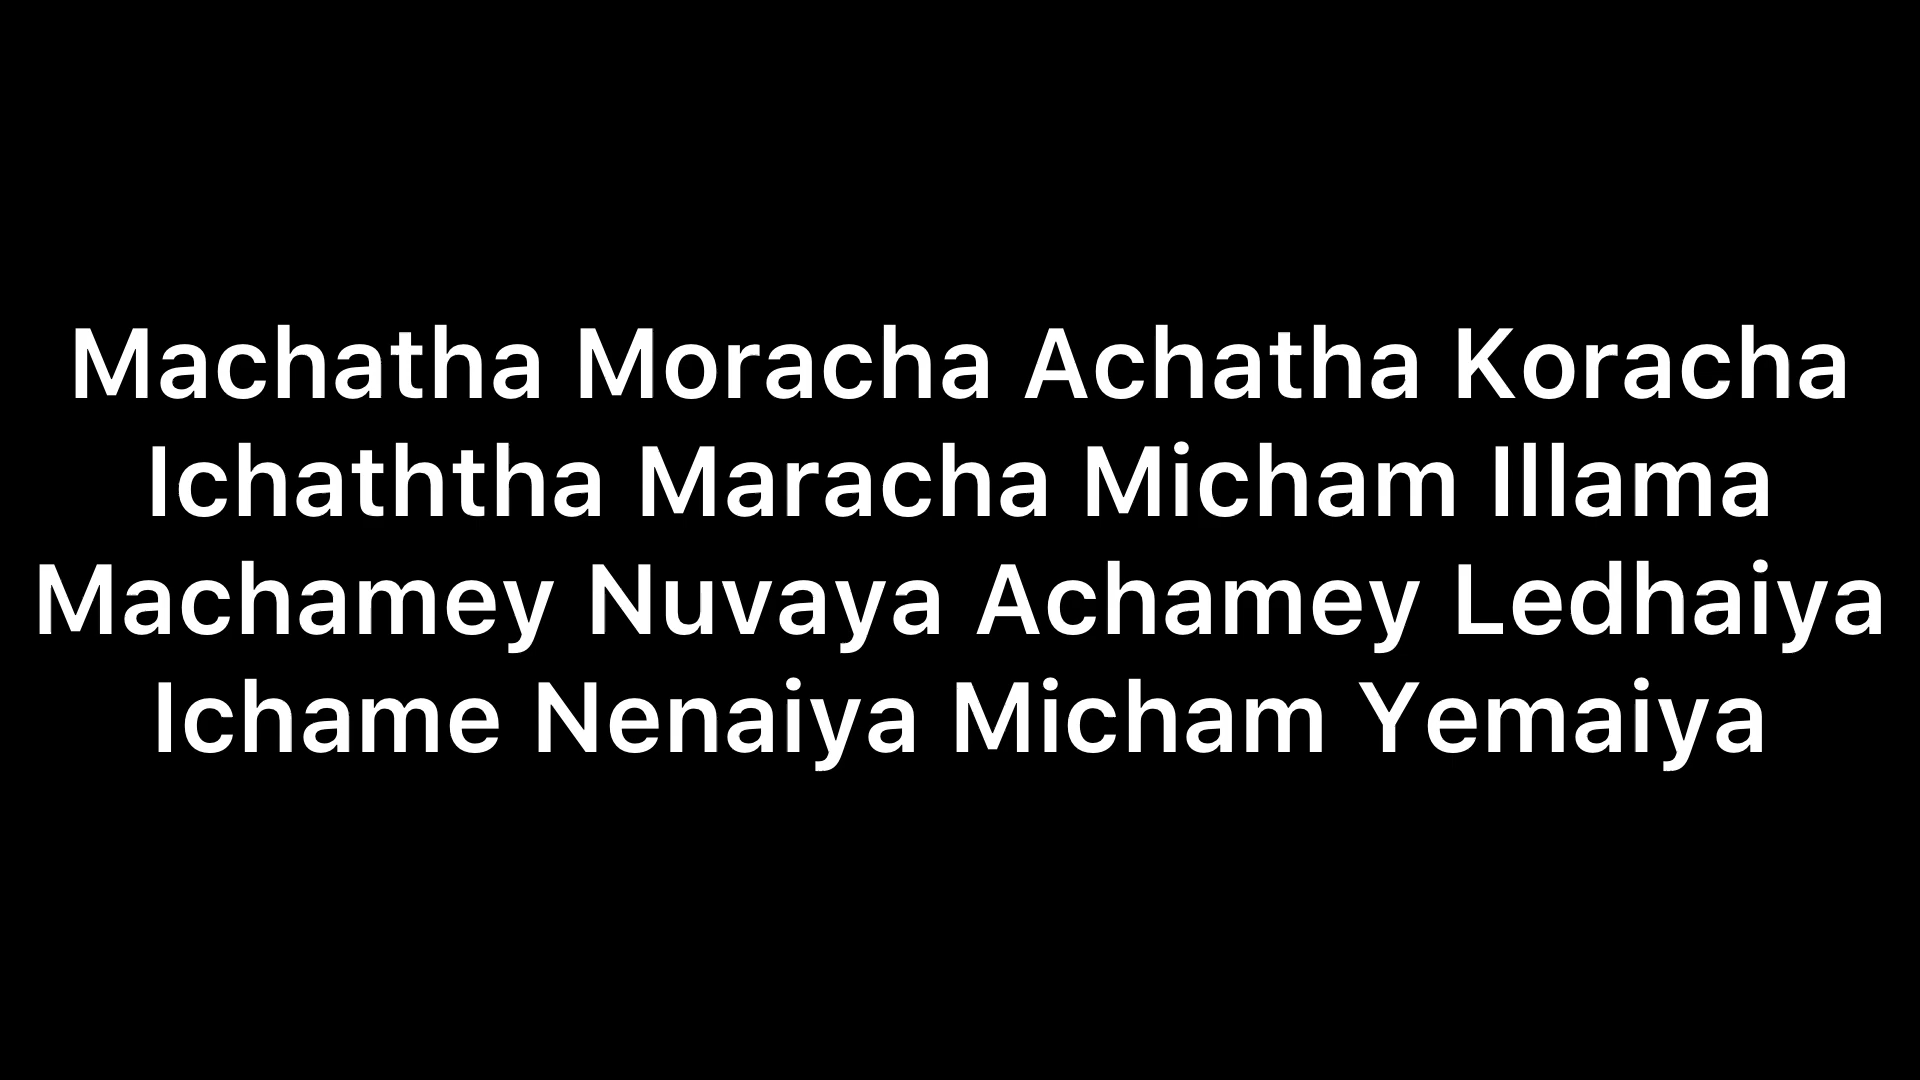 Machatha Moracha Achatha Koracha
Ichaththa Maracha Micham Illama
Machamey Nuvaya Achamey Ledhaiya
Ichame Nenaiya Micham Yemaiya